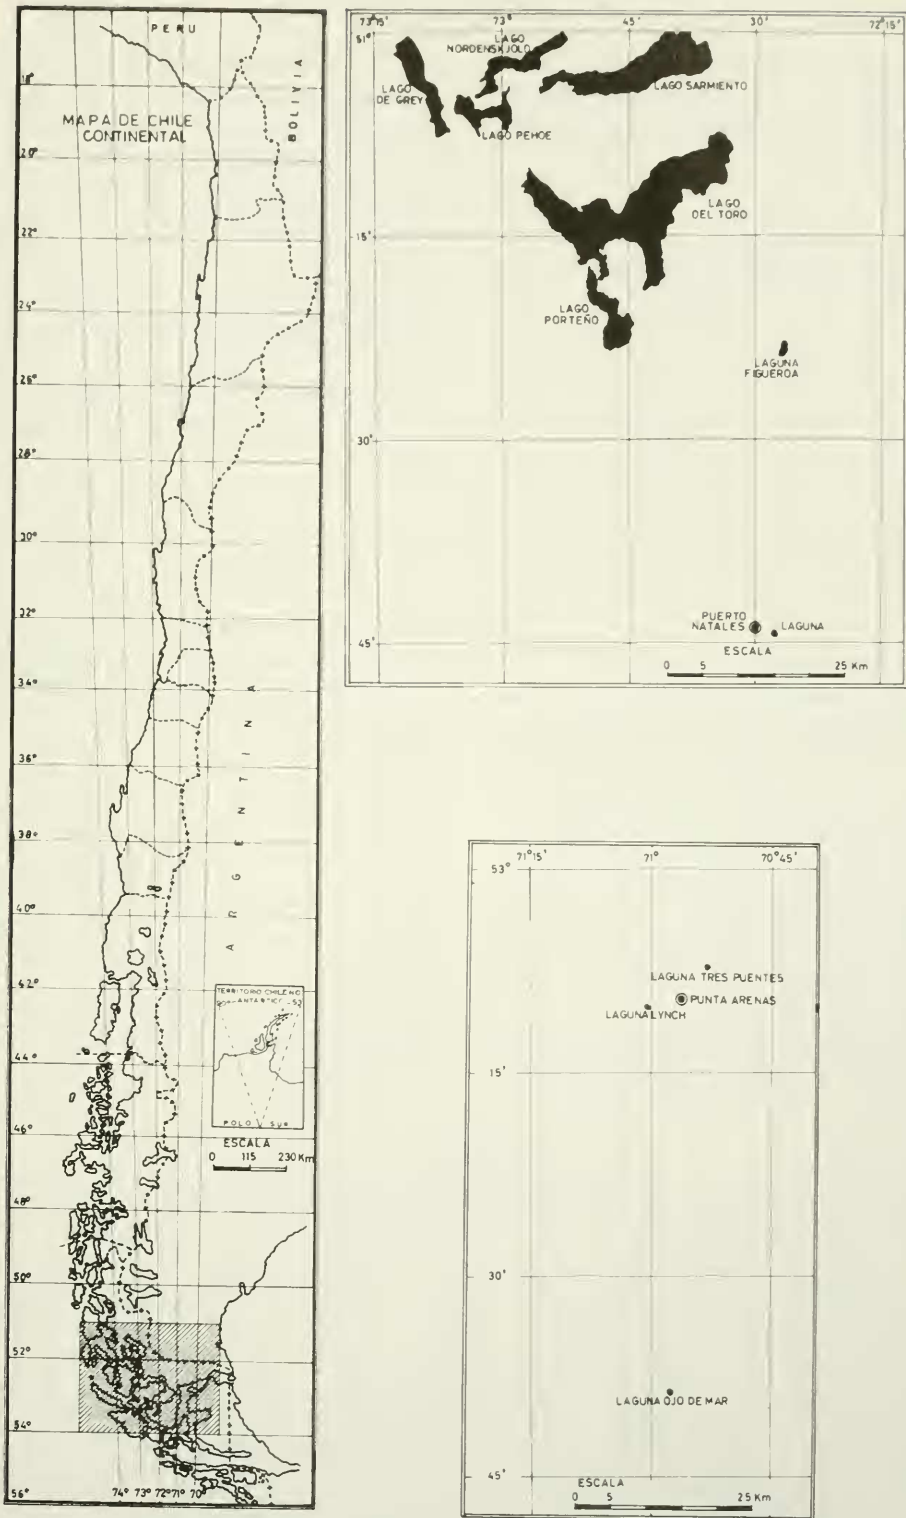 PERU
BOLIVIA
MAPA DE CHILE
CONTINENTAL
18°
20°
22°
24°
26°
28°
30°
32°
34°
36°
38°
40°
42°
44°
46°
48°
50°
52°
54°
56°
ARGENTINA
TERRITORIO CHILENO
ANTARTICO
POLO SUR
ESCALA
0 115 230 Km
74° 73° 72° 71° 70°
73°15' 73° 45' 30' 72°15'
51°
LAGO
NORDENSKJOLD
LAGO
DE GREY
LAGO SARMIENTO
LAGO PEHOE
LAGO
DEL TORO
15'
LAGO
PORTEÑO
LAGUNA
FIGUEROA
30'
PUERTO
NATALES
LAGUNA
45'
ESCALA
0 5 25 Km
71°15' 71° 70°45'
53°
LAGUNA TRES PUENTES
PUNTA ARENAS
LAGUNA LYNCH
15'
30'
LAGUNA OJO DE MAR
45'
ESCALA
0 5 25 Km